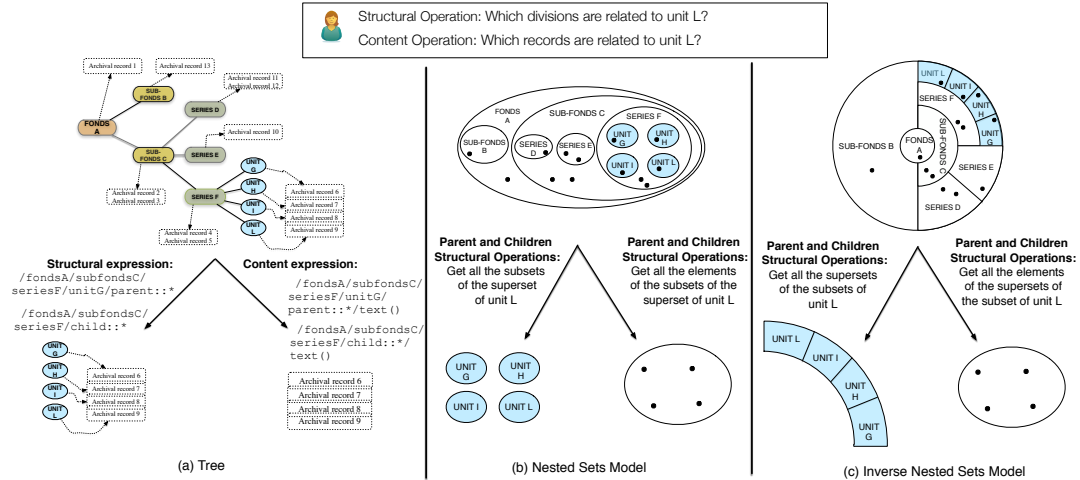 Structural Operation: Which divisions are related to unit L?
Content Operation: Which records are related to unit L?
Archival record 1
Archival record 13
Archival record 11
Archival record 12
SUB-
FONDS B
SERIES D
FONDS
A
Archival record 10
SUB-
FONDS C
SERIES E
UNIT
G
Archival record 2
Archival record 3
UNIT
H
Archival record 6
SERIES F
Archival record 7
UNIT
I
Archival record 8
Archival record 9
UNIT
L
Archival record 4
Archival record 5
Structural expression:
/fondsA/subfondsC/
seriesF/unitG/parent::*
/fondsA/subfondsC/
seriesF/child::*
Content expression:
/fondsA/subfondsC/
seriesF/unitG/
parent::*/text()
/fondsA/subfondsC/
seriesF/child::*/
text()
UNIT
G
UNIT
H
UNIT
I
UNIT
L
Archival record 6
Archival record 7
Archival record 8
Archival record 9
Archival record 6
Archival record 7
Archival record 8
Archival record 9
(a) Tree
FONDS
A
SUB-FONDS C
SERIES F
SUB-FONDS
B
SERIES
D
SERIES E
UNIT
G
UNIT
H
UNIT I
UNIT L
Parent and Children
Structural Operations:
Get all the subsets
of the superset
of unit L
Parent and Children
Structural Operations:
Get all the elements
of the subsets of the
superset of unit L
UNIT
G
UNIT
H
UNIT I
UNIT L
(b) Nested Sets Model
UNIT L
UNIT I
UNIT
H
UNIT
G
SERIES F
SUB-FONDS C
FONDS
A
SUB-FONDS B
SERIES E
SERIES D
Parent and Children
Structural Operations:
Get all the supersets
of the subsets of
unit L
Parent and Children
Structural Operations:
Get all the elements
of the supersets of
the subset of unit L
UNIT L
UNIT I
UNIT
H
UNIT
G
(c) Inverse Nested Sets Model